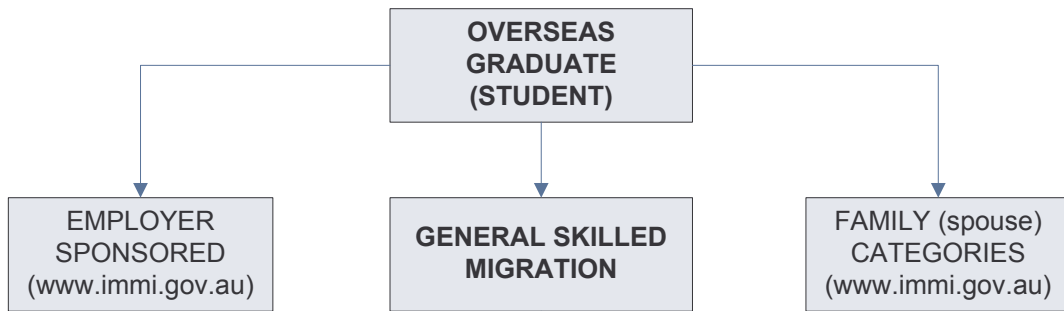 OVERSEAS
GRADUATE
(STUDENT)
EMPLOYER
SPONSORED
(www.immi.gov.au)
GENERAL SKILLED
MIGRATION
FAMILY (spouse)
CATEGORIES
(www.immi.gov.au)